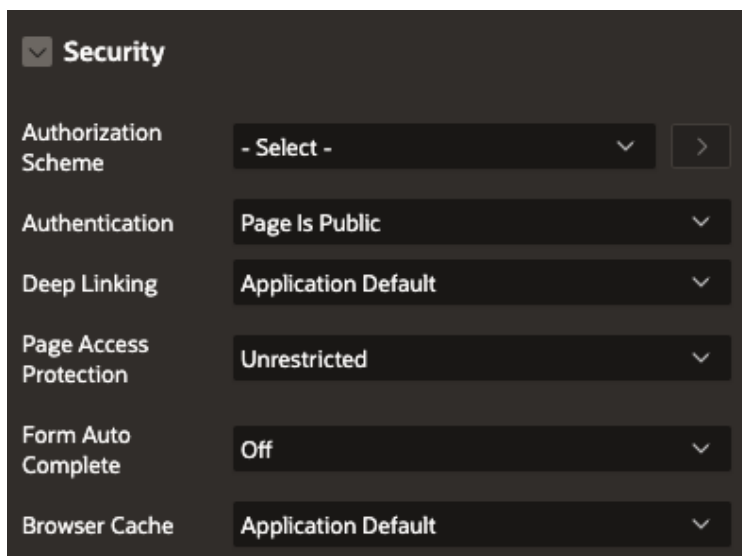 Security
Authorization
Scheme
- Select -
Authentication
Page Is Public
Deep Linking
Application Default
Page Access
Protection
Unrestricted
Form Auto
Complete
Off
Browser Cache
Application Default